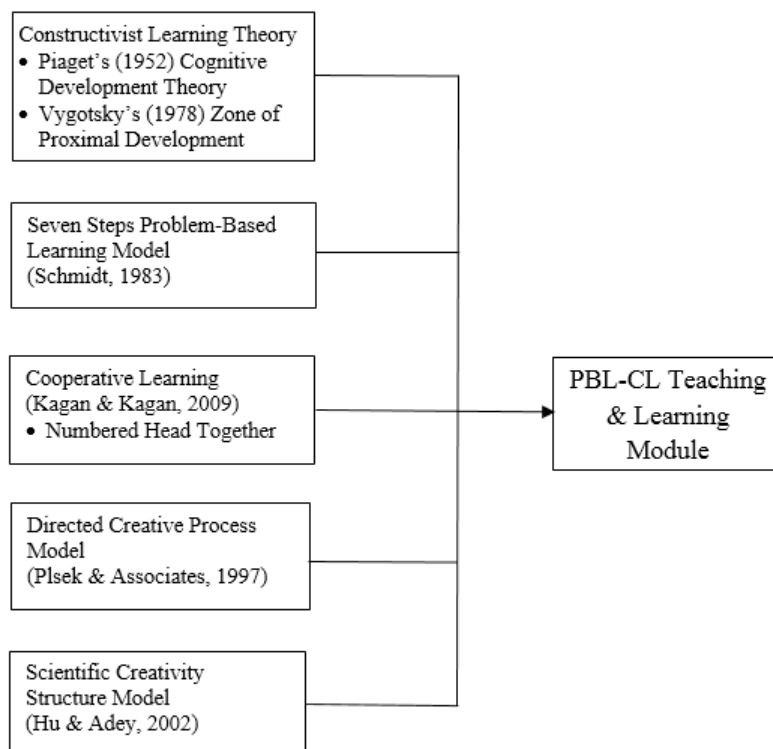 Constructivist Learning Theory
• Piaget's (1952) Cognitive
Development Theory
• Vygotsky's (1978) Zone of
Proximal Development
Seven Steps Problem-Based
Learning Model
(Schmidt, 1983)
Cooperative Learning
(Kagan & Kagan, 2009)
• Numbered Head Together
PBL-CL Teaching
& Learning
Module
Directed Creative Process
Model
(Plsek & Associates, 1997)
Scientific Creativity
Structure Model
(Hu & Adey, 2002)